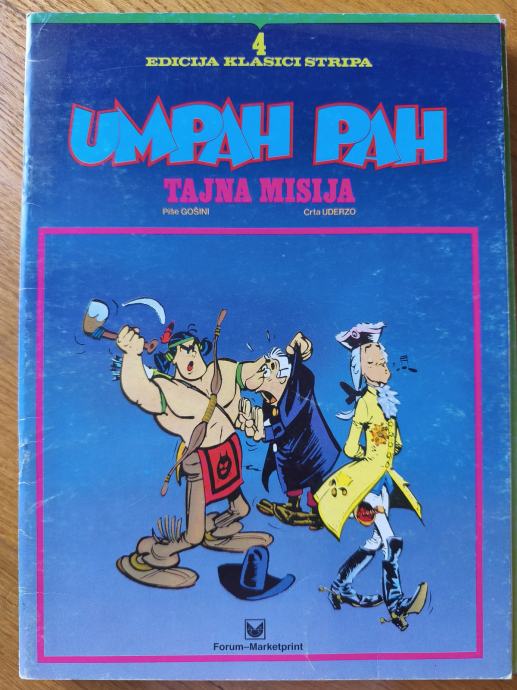 4
EDICIJA KLASICI STRIPA
UMPAH PAH
TAJNA MISIJA
Piše GOŠINI Crta UDERZO
Forum–Marketprint